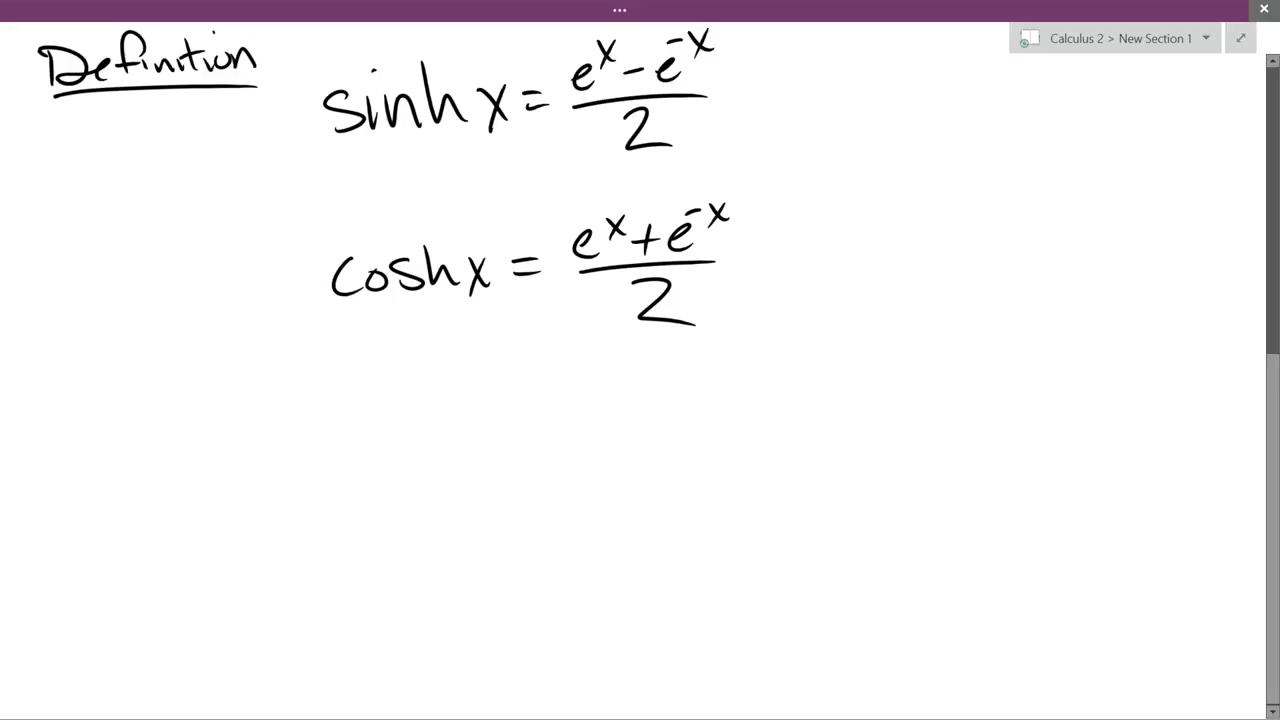 ...
Calculus 2 > New Section 1
Definition
sinh x = (e^x - e^-x)/2
cosh x = (e^x + e^-x)/2